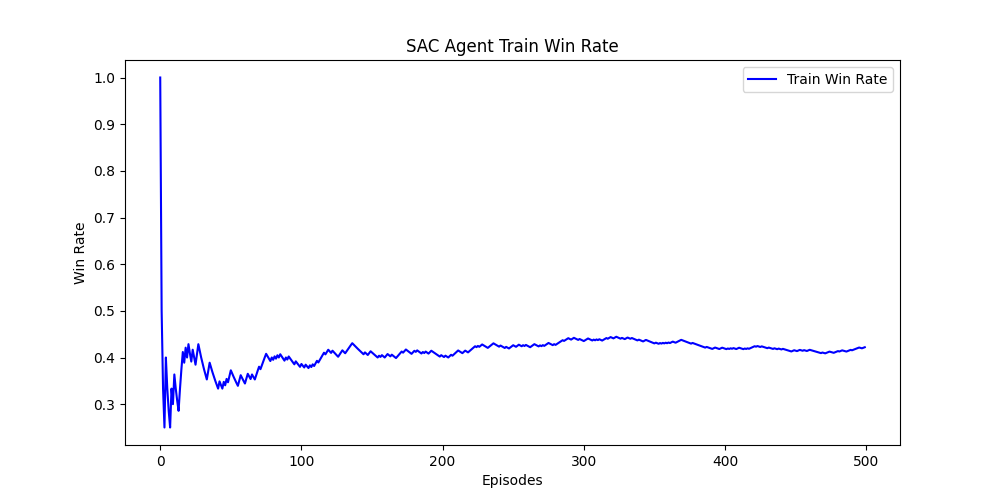 SAC Agent Train Win Rate
Train Win Rate
1.0
0.9
0.8
0.7
0.6
0.5
0.4
0.3
Win Rate
0 100 200 300 400 500
Episodes